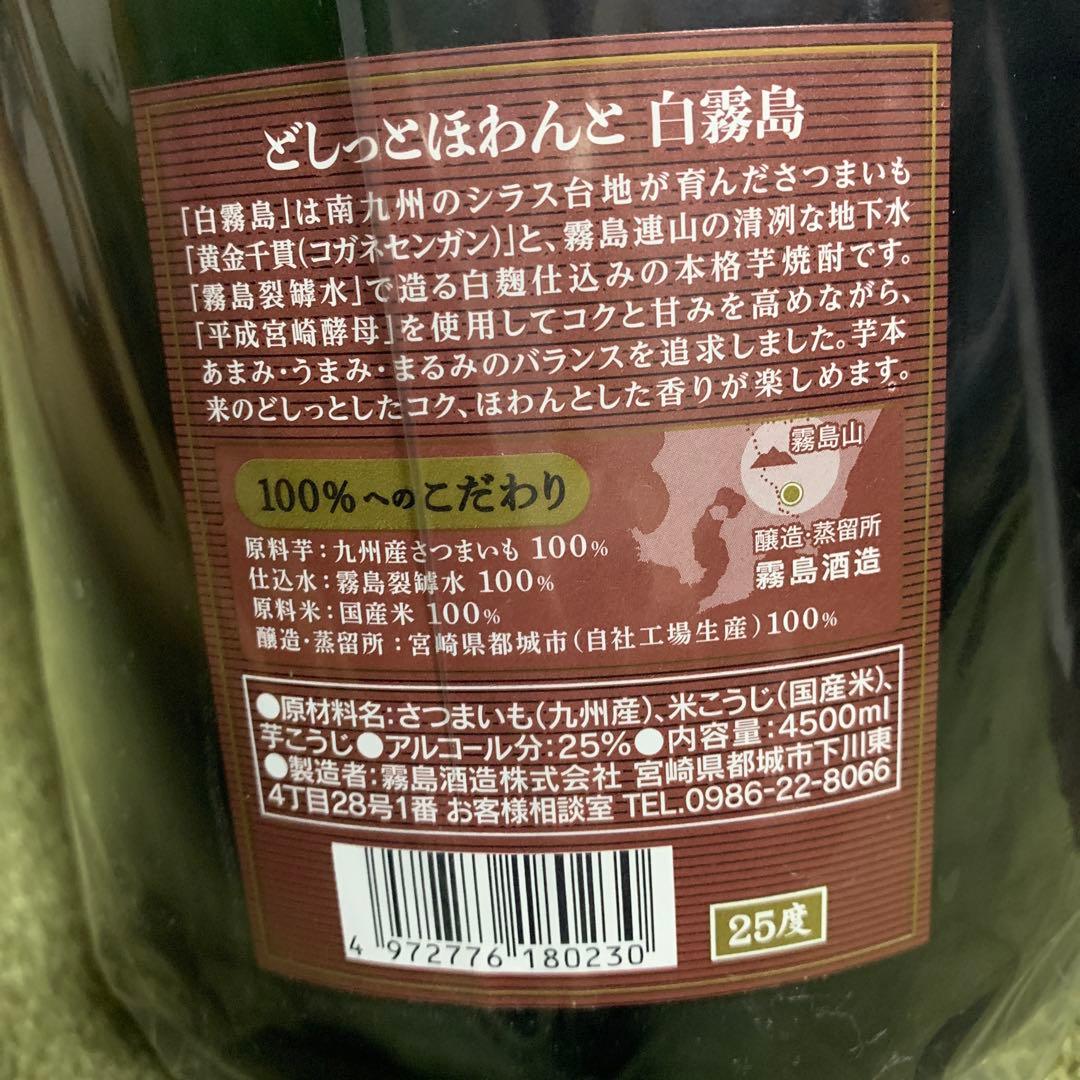 どしっとほわんと 白霧島
「白霧島」は南九州のシラス台地が育んださつまいも
「黄金千貫(コガネセンガン)」と、霧島連山の清冽な地下水
「霧島裂罅水」で造る白麹仕込みの本格芋焼酎です。
「平成宮崎酵母」を使用してコクと甘みを高めながら、
あまみ・うまみ・まるみのバランスを追求しました。芋本
来のどしっとしたコク、ほわんとした香りが楽しめます。
100%へのこだわり
原料芋:九州産さつまいも 100%
仕込水:霧島裂罅水 100%
原料米:国産米 100%
醸造・蒸留所:宮崎県都城市(自社工場生産)100%
霧島山
醸造・蒸留所
霧島酒造
●原材料名:さつまいも(九州産)、米こうじ(国産米)、
芋こうじ●アルコール分:25%●内容量:4500ml
●製造者:霧島酒造株式会社 宮崎県都城市下川東
4丁目28号1番 お客様相談室 TEL.0986-22-8066
4 972776 180230
25度